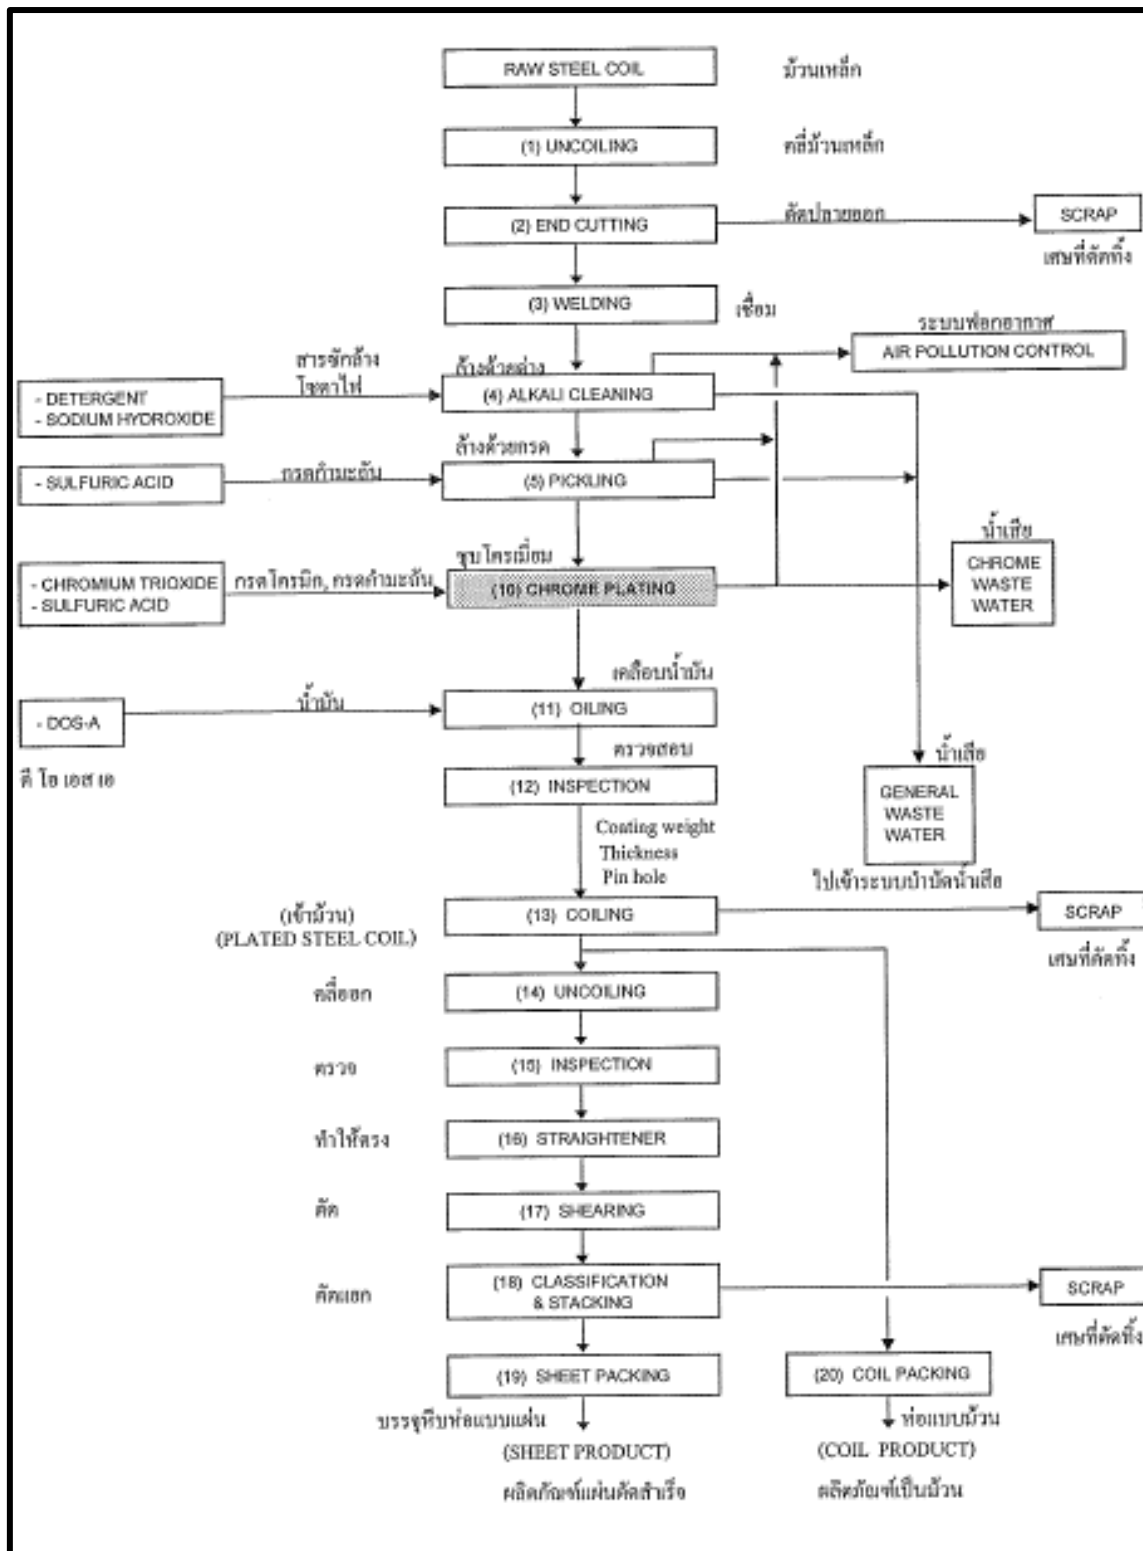 RAW STEEL COIL
ม้วนเหล็ก
(1) UNCOILING
คลี่ม้วนเหล็ก
(2) END CUTTING
ตัดปลายออก
SCRAP
เศษที่ตัดทิ้ง
(3) WELDING
เชื่อม
ระบบฟอกอากาศ
AIR POLLUTION CONTROL
สารซักล้าง
โซดาไฟ
ล้างด้วยด่าง
- DETERGENT
- SODIUM HYDROXIDE
(4) ALKALI CLEANING
ล้างด้วยกรด
- SULFURIC ACID
กรดกำมะถัน
(5) PICKLING
น้ำเสีย
ชุบโครเมี่ยม
- CHROMIUM TRIOXIDE
- SULFURIC ACID
กรดโครมิก, กรดกำมะถัน
(10) CHROME PLATING
CHROME
WASTE
WATER
เคลือบน้ำมัน
- DOS-A
น้ำมัน
(11) OILING
ตรวจสอบ
น้ำเสีย
ดี โอ เอส เอ
(12) INSPECTION
GENERAL
WASTE
WATER
Coating weight
Thickness
Pin hole
ไปเข้าระบบบำบัดน้ำเสีย
(เข้าม้วน)
(PLATED STEEL COIL)
(13) COILING
SCRAP
เศษที่ตัดทิ้ง
คลี่ออก
(14) UNCOILING
ตรวจ
(15) INSPECTION
ทำให้ตรง
(16) STRAIGHTENER
ตัด
(17) SHEARING
คัดแยก
(18) CLASSIFICATION
& STACKING
SCRAP
เศษที่ตัดทิ้ง
(19) SHEET PACKING
(20) COIL PACKING
บรรจุหีบห่อแบบแผ่น
ห่อแบบม้วน
(SHEET PRODUCT)
(COIL PRODUCT)
ผลิตภัณฑ์แผ่นตัดสำเร็จ
ผลิตภัณฑ์เป็นม้วน